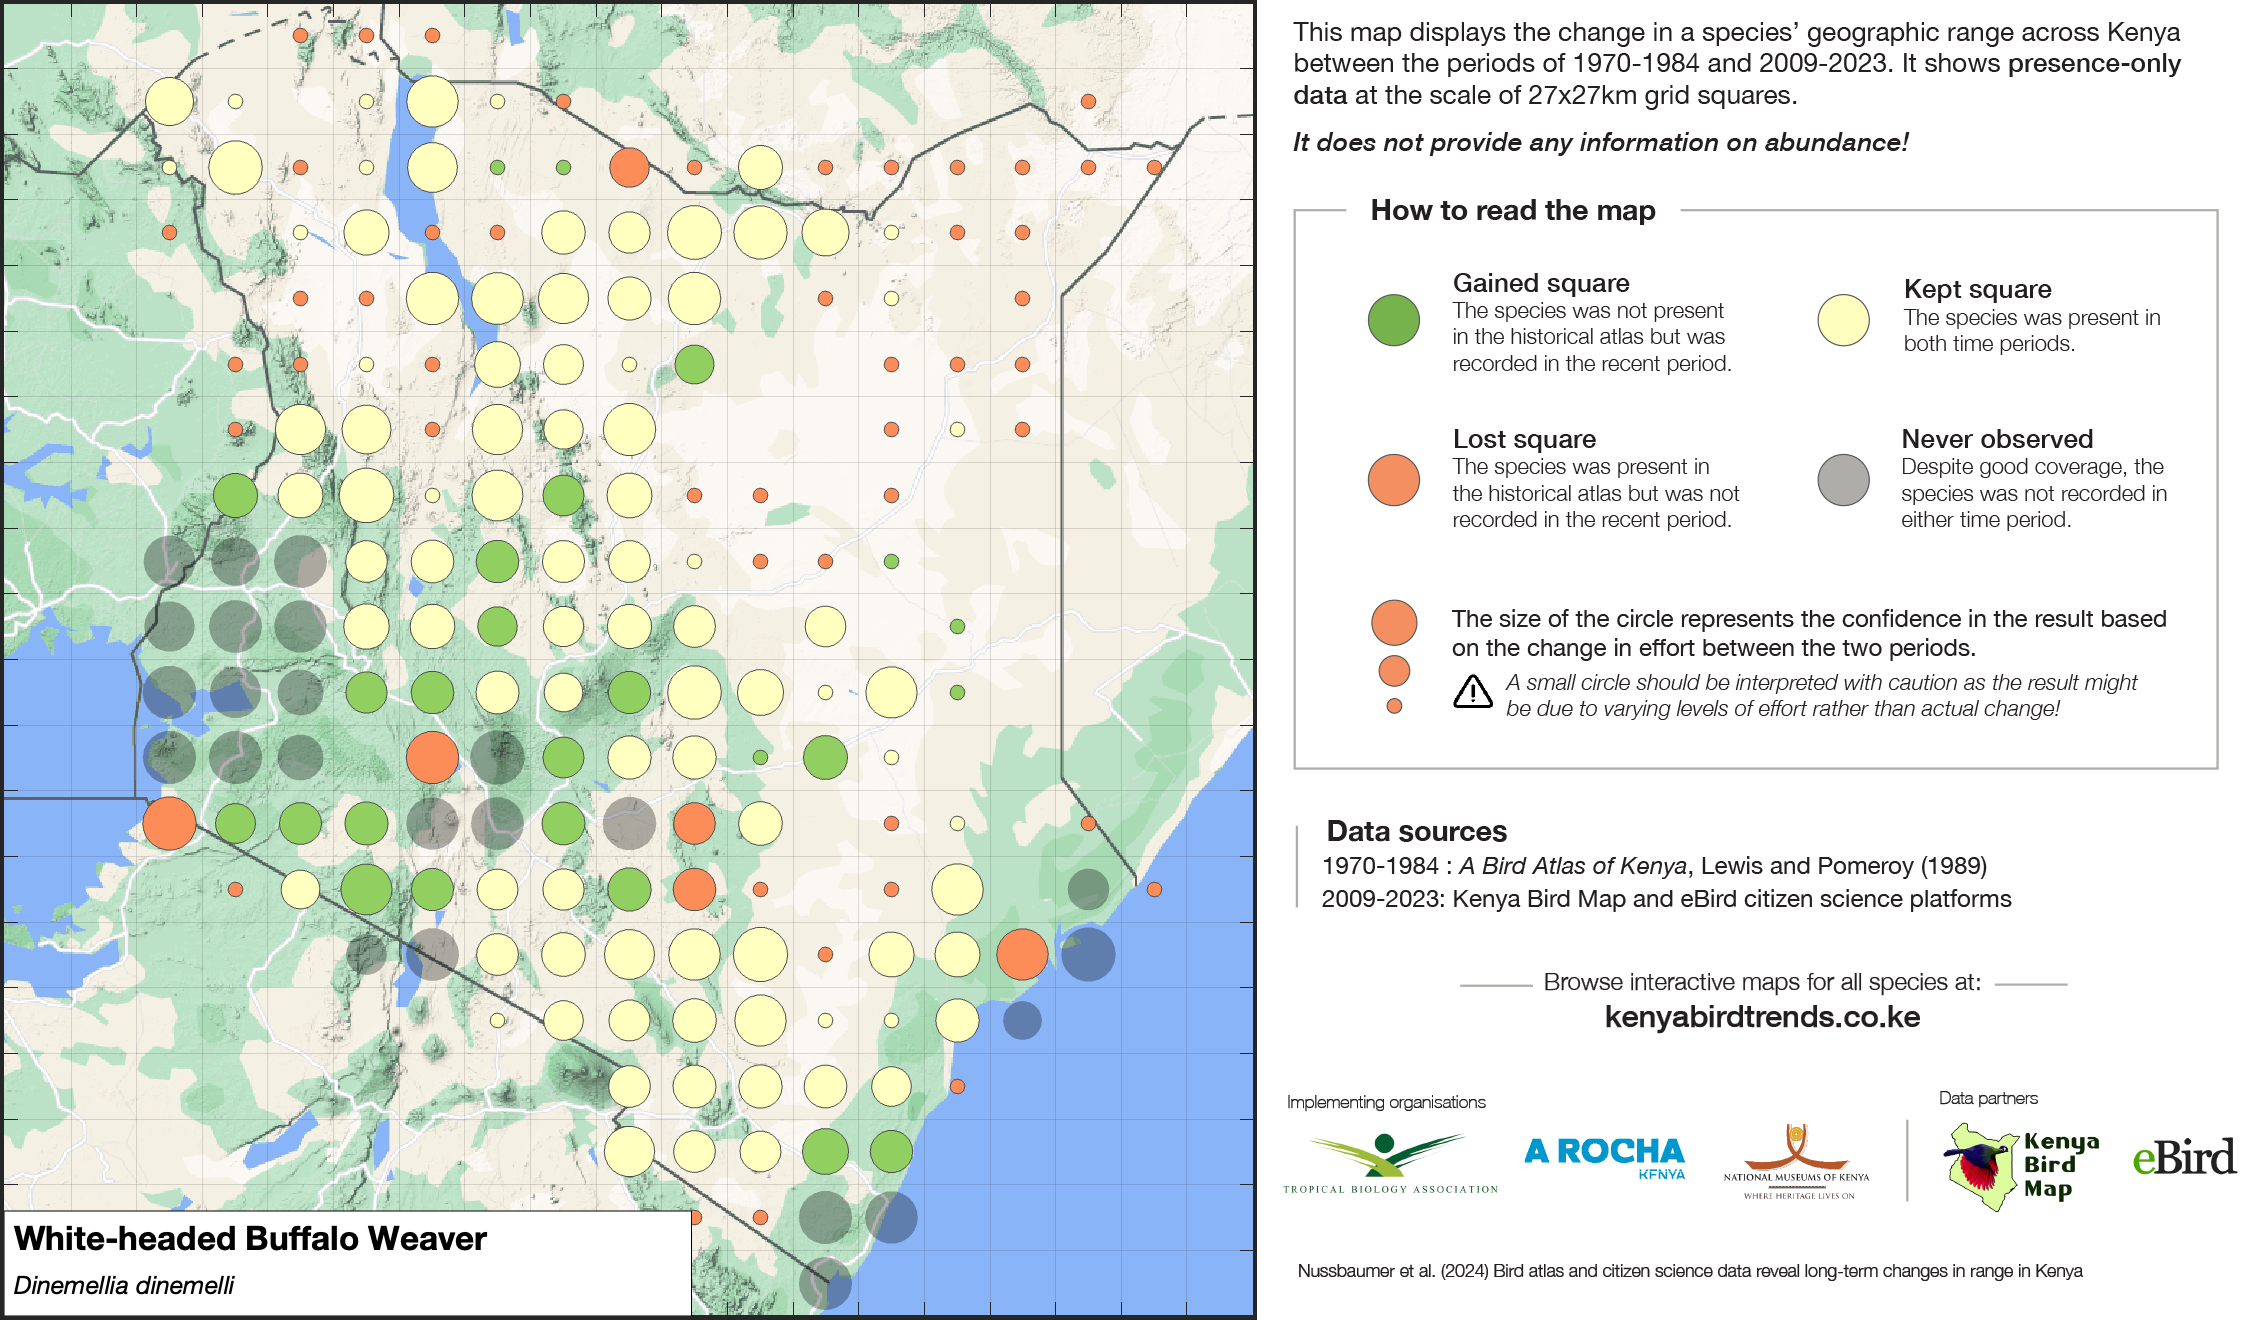 This map displays the change in a species' geographic range across Kenya
between the periods of 1970-1984 and 2009-2023. It shows presence-only
data at the scale of 27x27km grid squares.
It does not provide any information on abundance!
How to read the map
Gained square
The species was not present
in the historical atlas but was
recorded in the recent period.
Kept square
The species was present in
both time periods.
Lost square
The species was present in
the historical atlas but was not
recorded in the recent period.
Never observed
Despite good coverage, the
species was not recorded in
either time period.
The size of the circle represents the confidence in the result based
on the change in effort between the two periods.
A small circle should be interpreted with caution as the result might
be due to varying levels of effort rather than actual change!
Data sources
1970-1984 : A Bird Atlas of Kenya, Lewis and Pomeroy (1989)
2009-2023: Kenya Bird Map and eBird citizen science platforms
Browse interactive maps for all species at:
kenyabirdtrends.co.ke
Implementing organisations
Data partners
TROPICAL BIOLOGY ASSOCIATION
A ROCHA
KENYA
NATIONAL MUSEUMS OF KENYA
WHERE HERITAGE LIVES ON
Kenya
Bird
Map
eBird
White-headed Buffalo Weaver
Dinemellia dinemelli
Nussbaumer et al. (2024) Bird atlas and citizen science data reveal long-term changes in range in Kenya